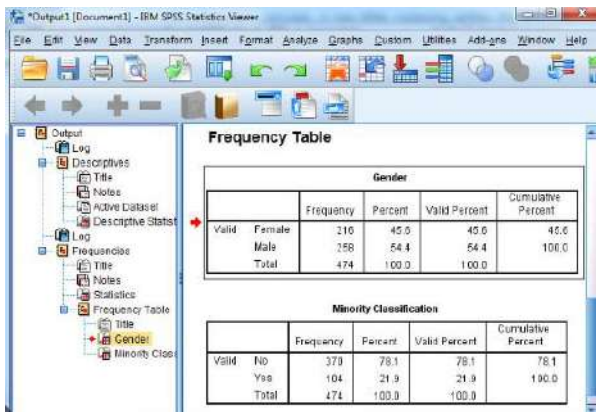 *Output1 [Document1] - IBM SPSS Statistics Viewer
File Edit View Data Transform Insert Format Analyze Graphs Custom Utilities Add-ons Window Help
Output
Log
Descriptives
Title
Notes
Active Dataset
Descriptive Statist
Log
Frequencies
Title
Notes
Statistics
Frequency Table
Title
Gender
Minority Classi
Frequency Table
Gender
Frequency Percent Valid Percent Cumulative Percent
Valid Female 216 45.6 45.6 45.6
Male 258 54.4 54.4 100.0
Total 474 100.0 100.0
Minority Classification
Frequency Percent Valid Percent Cumulative Percent
Valid No 370 78.1 78.1 78.1
Yes 104 21.9 21.9 100.0
Total 474 100.0 100.0